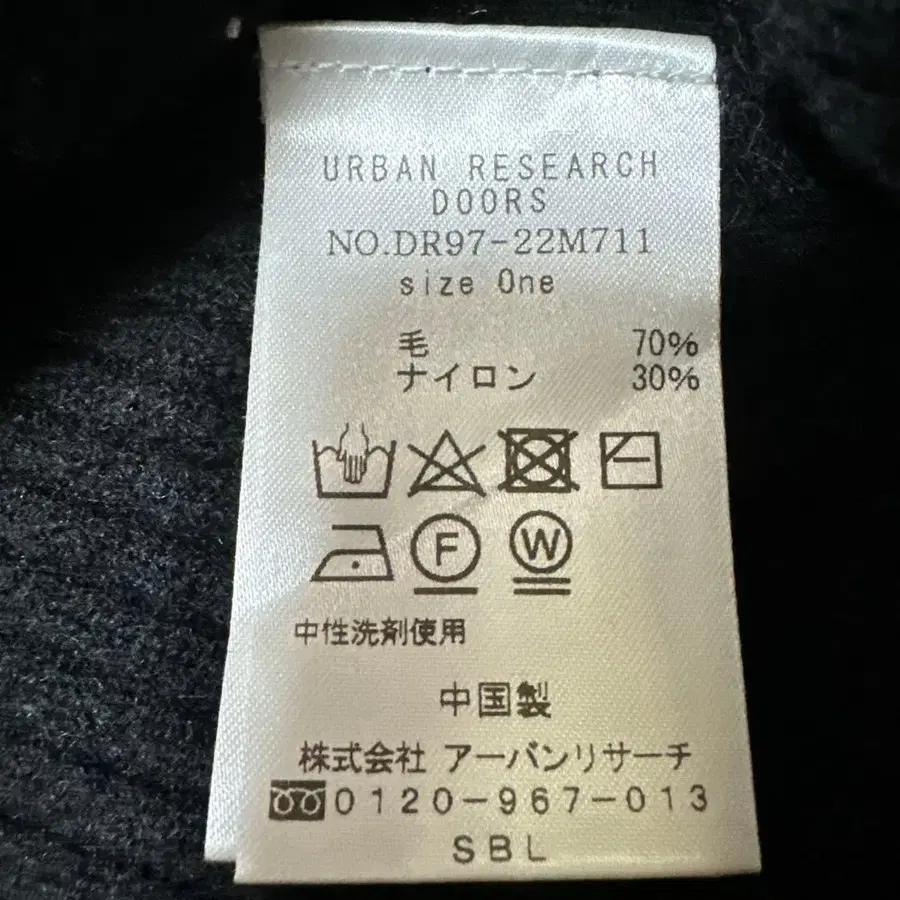 URBAN RESEARCH
DOORS
NO.DR97-22M711
size One
毛 70%
ナイロン 30%
F W
中性洗剤使用
中国製
株式会社 アーバンリサーチ
0120-967-013
SBL